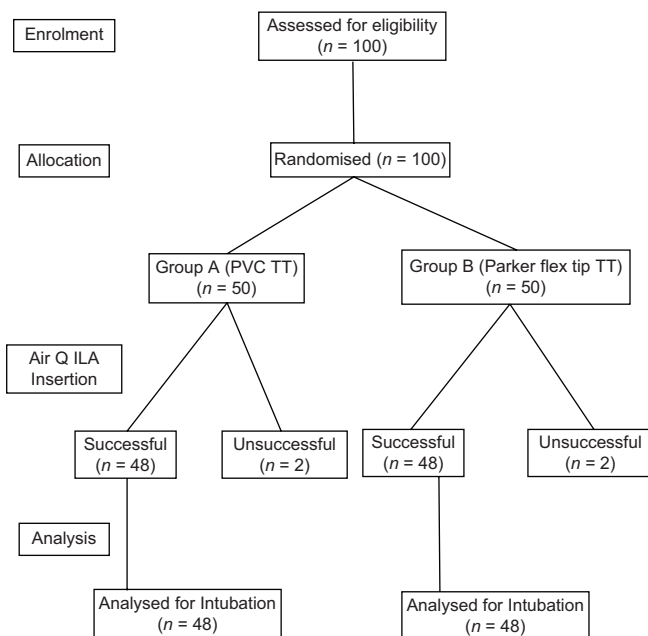 Enrolment
Assessed for eligibility
(n = 100)
Allocation
Randomised (n = 100)
Group A (PVC TT)
(n = 50)
Group B (Parker flex tip TT)
(n = 50)
Air Q ILA
Insertion
Successful
(n = 48)
Unsuccessful
(n = 2)
Successful
(n = 48)
Unsuccessful
(n = 2)
Analysis
Analysed for Intubation
(n = 48)
Analysed for Intubation
(n = 48)